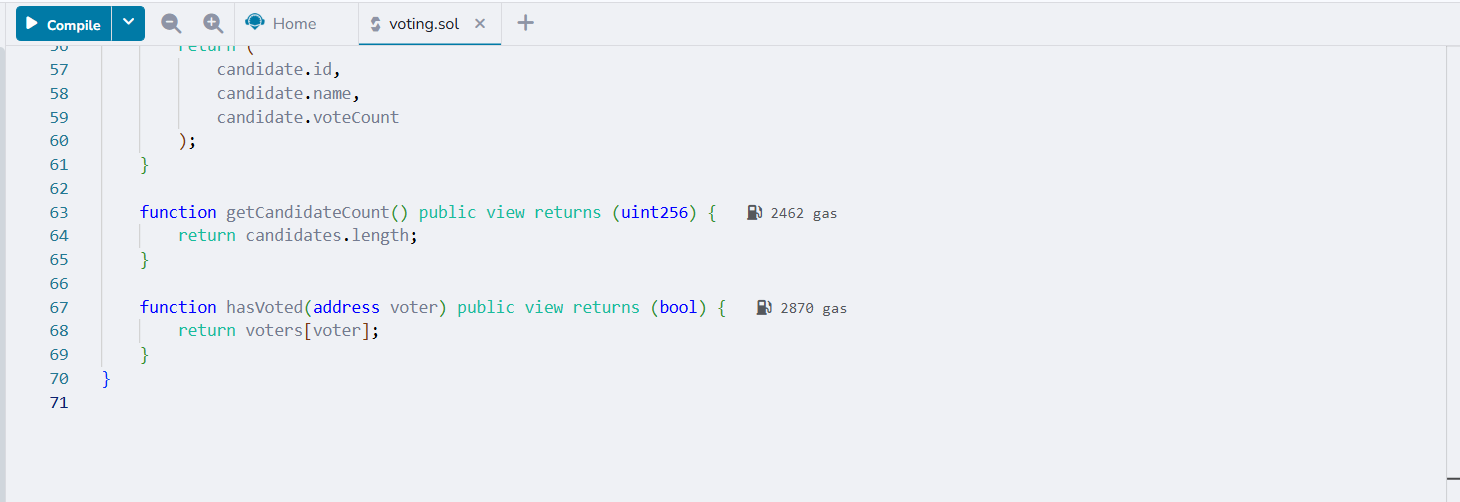 Compile
Home
voting.sol
56 return (
57 candidate.id,
58 candidate.name,
59 candidate.voteCount
60 );
61 }
62
63 function getCandidateCount() public view returns (uint256) { 2462 gas
64 return candidates.length;
65 }
66
67 function hasVoted(address voter) public view returns (bool) { 2870 gas
68 return voters[voter];
69 }
70 }
71